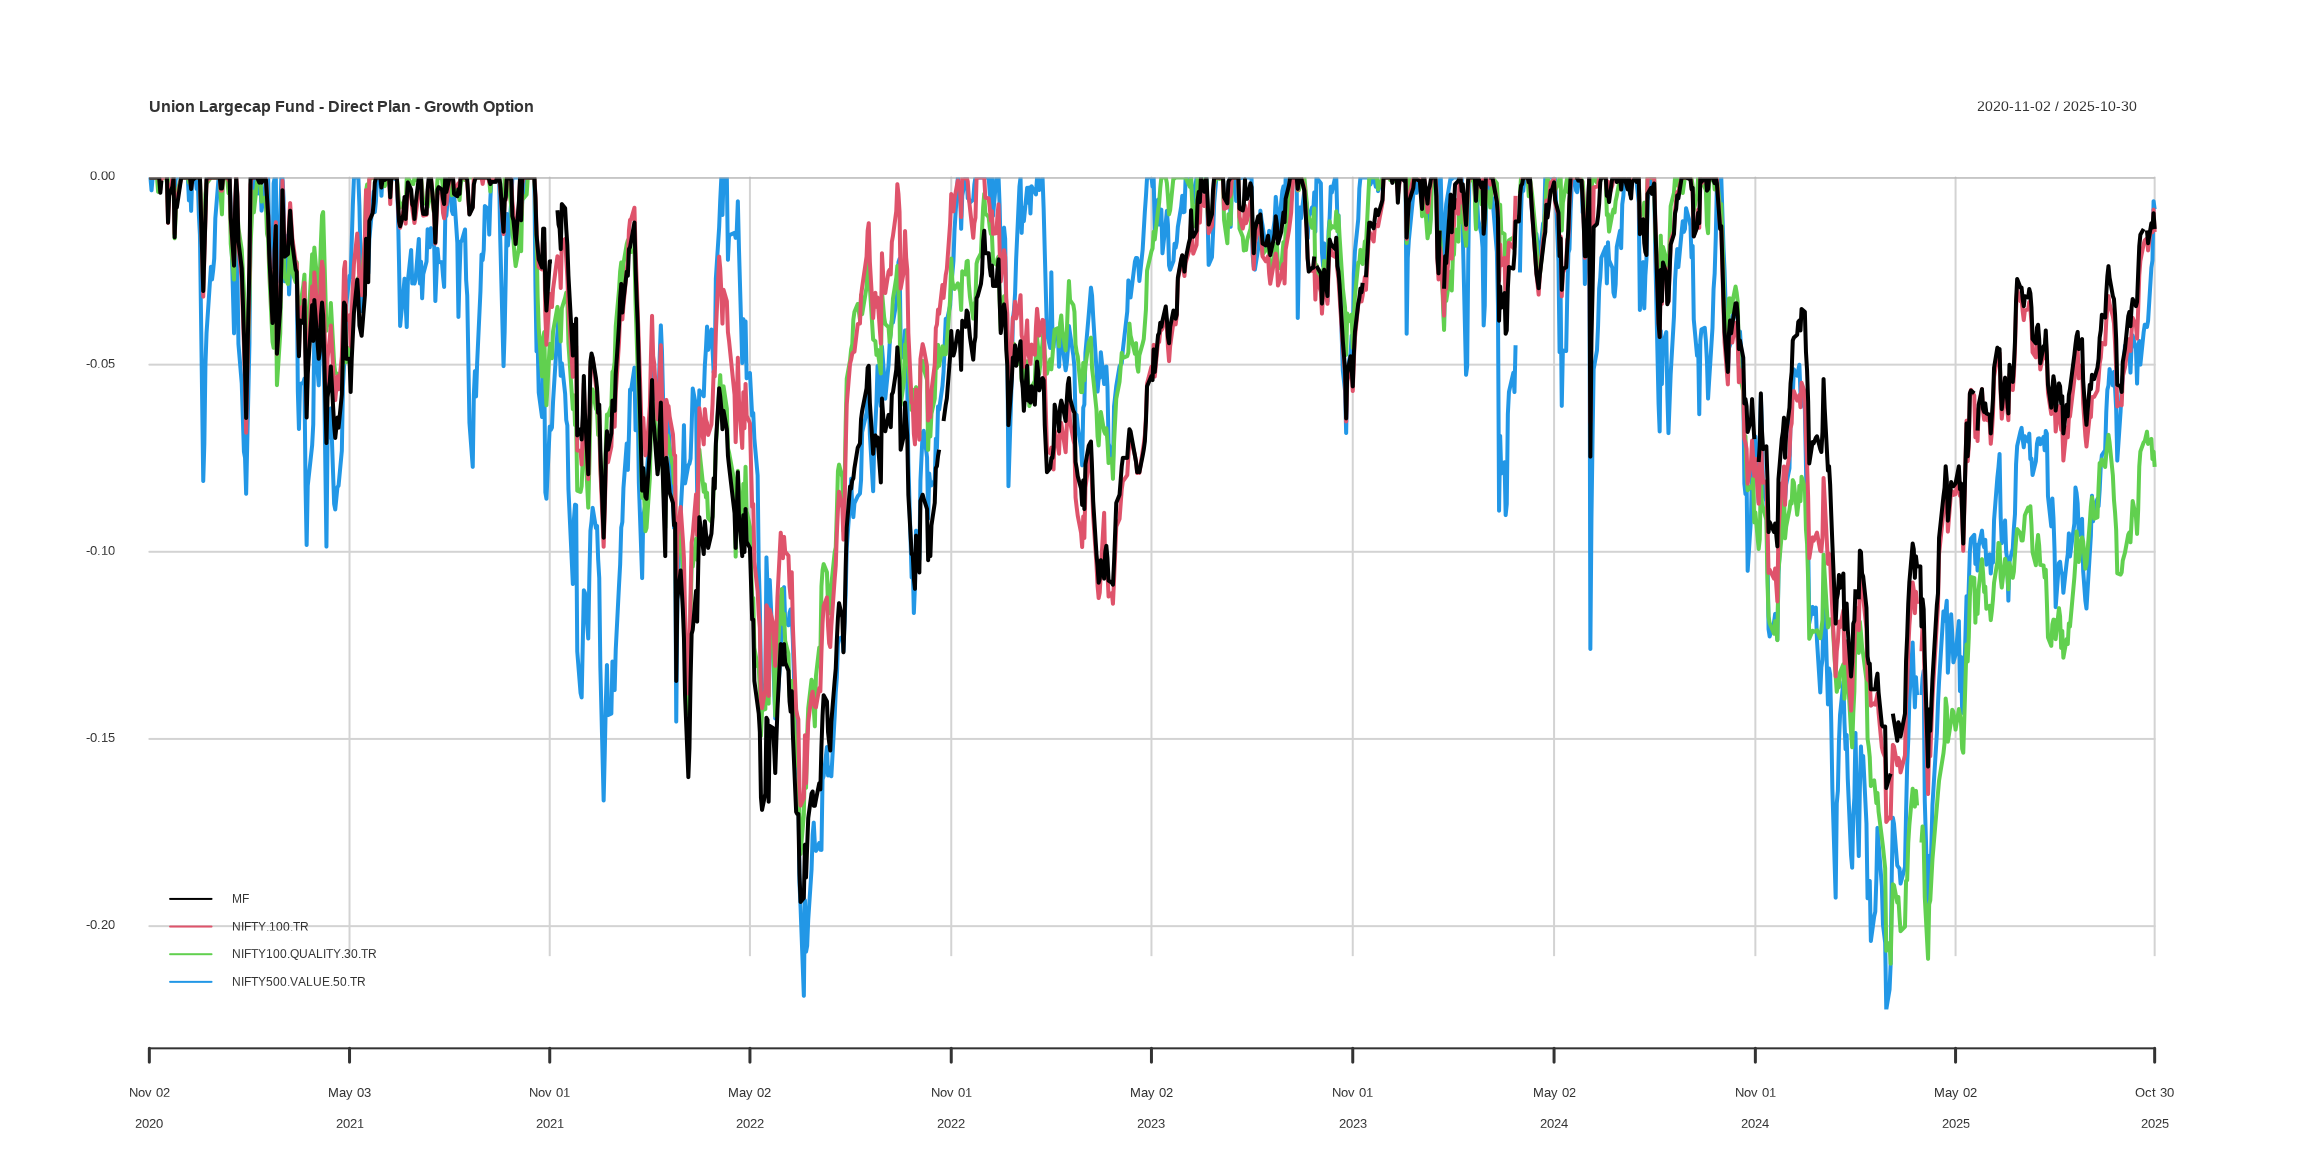 Union Largecap Fund - Direct Plan - Growth Option
2020-11-02 / 2025-10-30
0.00
-0.05
-0.10
-0.15
-0.20
MF
NIFTY.100.TR
NIFTY100.QUALITY.30.TR
NIFTY500.VALUE.50.TR
Nov 02 May 03 Nov 01 May 02 Nov 01 May 02 Nov 01 May 02 Nov 01 May 02 Oct 30
2020 2021 2021 2022 2022 2023 2023 2024 2024 2025 2025